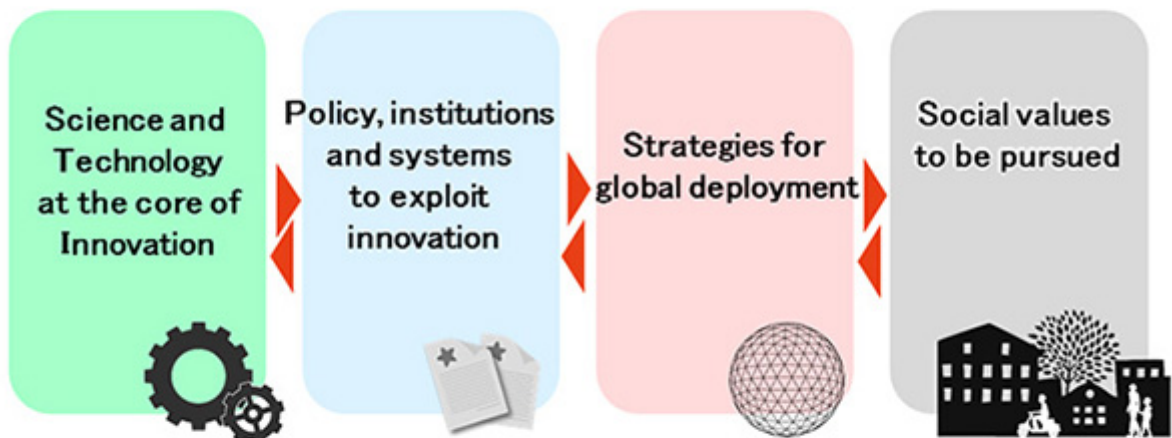 Science and
Technology
at the core of
Innovation
Policy, institutions
and systems
to exploit
innovation
Strategies for
global deployment
Social values
to be pursued